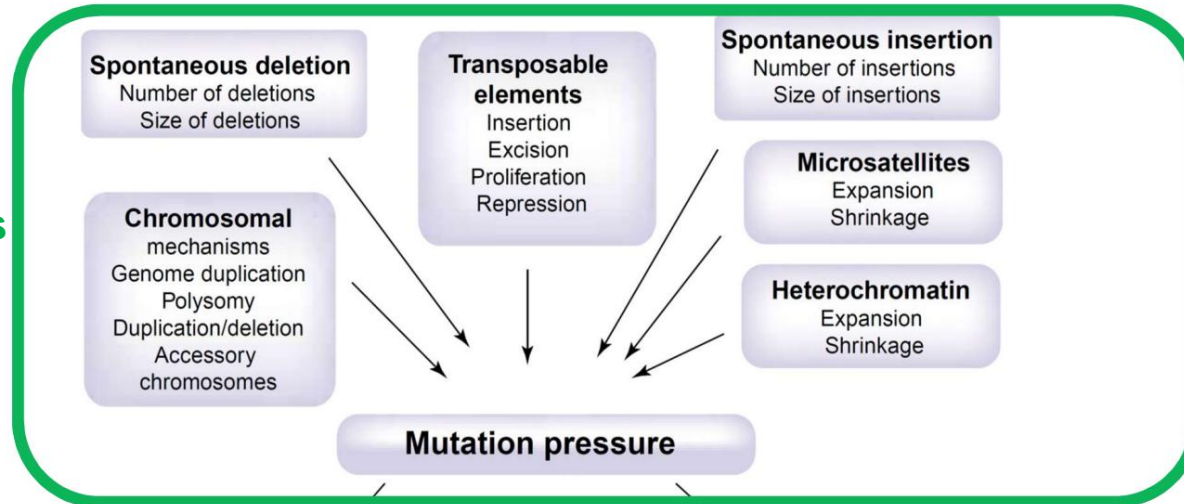 Spontaneous deletion
Number of deletions
Size of deletions
Transposable
elements
Insertion
Excision
Proliferation
Repression
Spontaneous insertion
Number of insertions
Size of insertions
Microsatellites
Expansion
Shrinkage
Chromosomal
mechanisms
Genome duplication
Polysomy
Duplication/deletion
Accessory
chromosomes
Heterochromatin
Expansion
Shrinkage
Mutation pressure